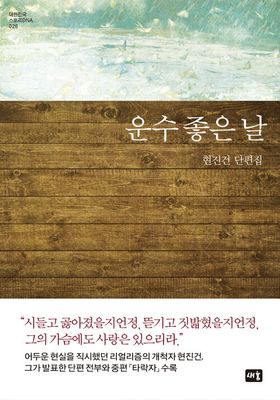 대한민국
스토리DNA
026
운수 좋은 날
현진건 단편집
"시들고 곯아졌을지언정, 뜯기고 짓밟혔을지언정,
그의 가슴에도 사랑은 있으리라."
어두운 현실을 직시했던 리얼리즘의 개척자 현진건,
그가 발표한 단편 전부와 중편 「타락자」 수록
새움